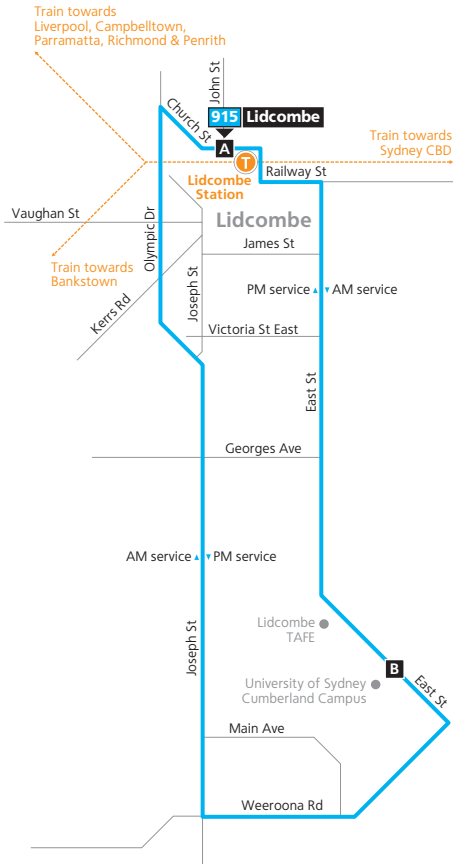 Train towards
Liverpool, Campbelltown,
Parramatta, Richmond & Penrith
John St
Church St
915 Lidcombe
A
T
Train towards
Sydney CBD
Railway St
Lidcombe
Station
Vaughan St
Lidcombe
Olympic Dr
James St
Train towards
Bankstown
Joseph St
PM service
AM service
Kerrs Rd
Victoria St East
East St
Georges Ave
AM service
PM service
Lidcombe
TAFE
Joseph St
B
University of Sydney
Cumberland Campus
East St
Main Ave
Weeroona Rd